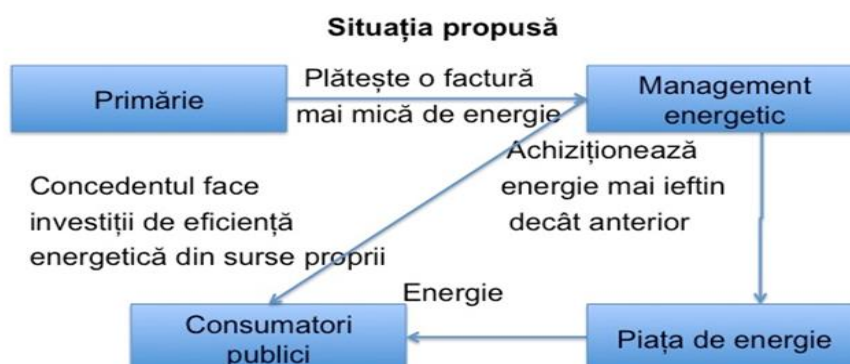 Situația propusă
Primărie
Plătește o factură
mai mică de energie
Management
energetic
Achiziționează
energie mai ieftin
decât anterior
Concedentul face
investiții de eficiență
energetică din surse proprii
Energie
Consumatori
publici
Piața de energie